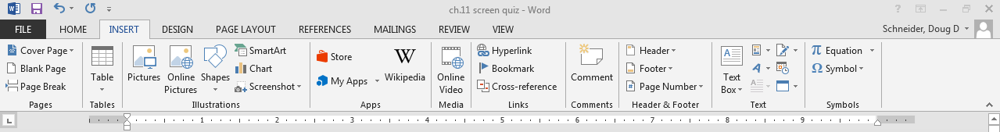 ch.11 screen quiz - Word
FILE HOME INSERT DESIGN PAGE LAYOUT REFERENCES MAILINGS REVIEW VIEW Schneider, Doug D
Cover Page
Blank Page
Page Break
Pages
Table
Tables
Pictures
Online
Pictures
Shapes
SmartArt
Chart
Screenshot
Illustrations
Store
My Apps
W
Wikipedia
Apps
Online
Video
Media
Hyperlink
Bookmark
Cross-reference
Links
Comment
Comments
Header
Footer
Page Number
#
Header & Footer
A
Text
Box
A
A
Text
π Equation
Ω Symbol
Symbols
L 1 2 3 4 5 6 7 8 9